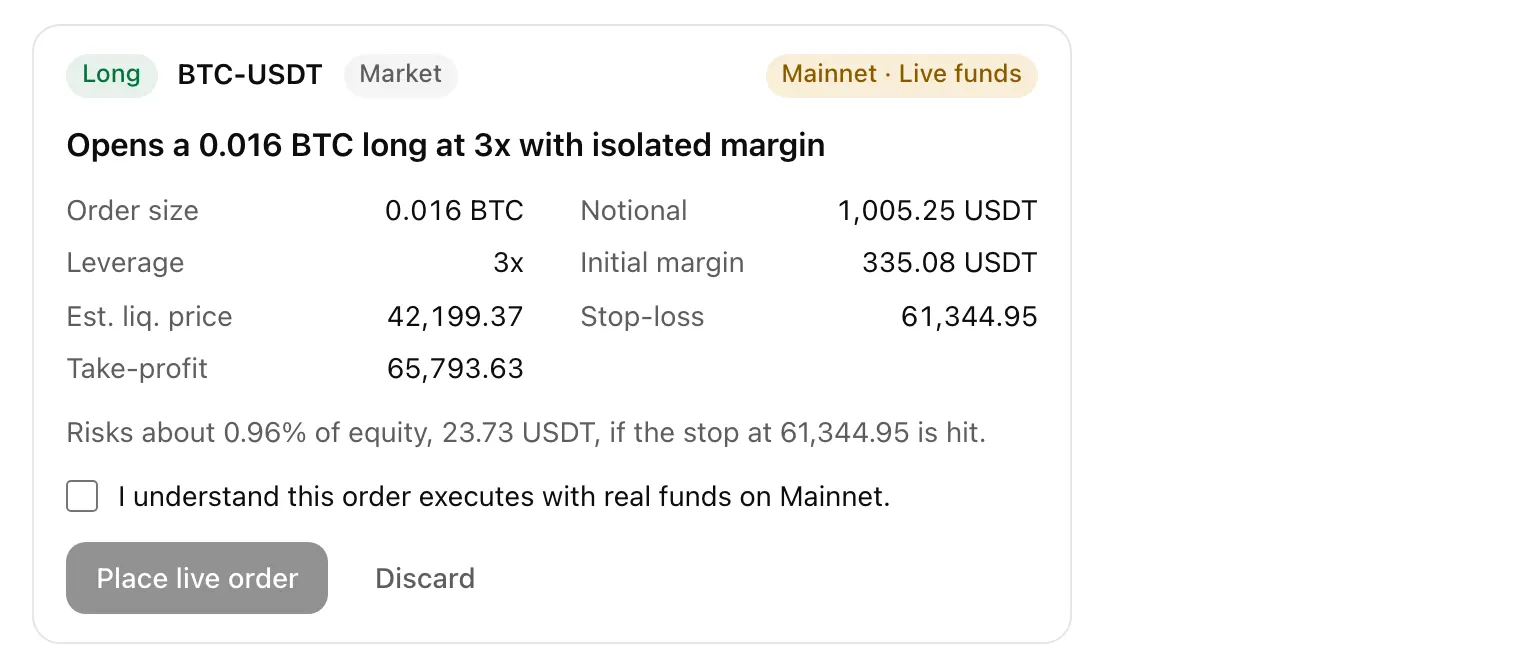 Long BTC-USDT Market Mainnet · Live funds
Opens a 0.016 BTC long at 3x with isolated margin
Order size 0.016 BTC Notional 1,005.25 USDT
Leverage 3x Initial margin 335.08 USDT
Est. liq. price 42,199.37 Stop-loss 61,344.95
Take-profit 65,793.63
Risks about 0.96% of equity, 23.73 USDT, if the stop at 61,344.95 is hit.
I understand this order executes with real funds on Mainnet.
Place live order Discard